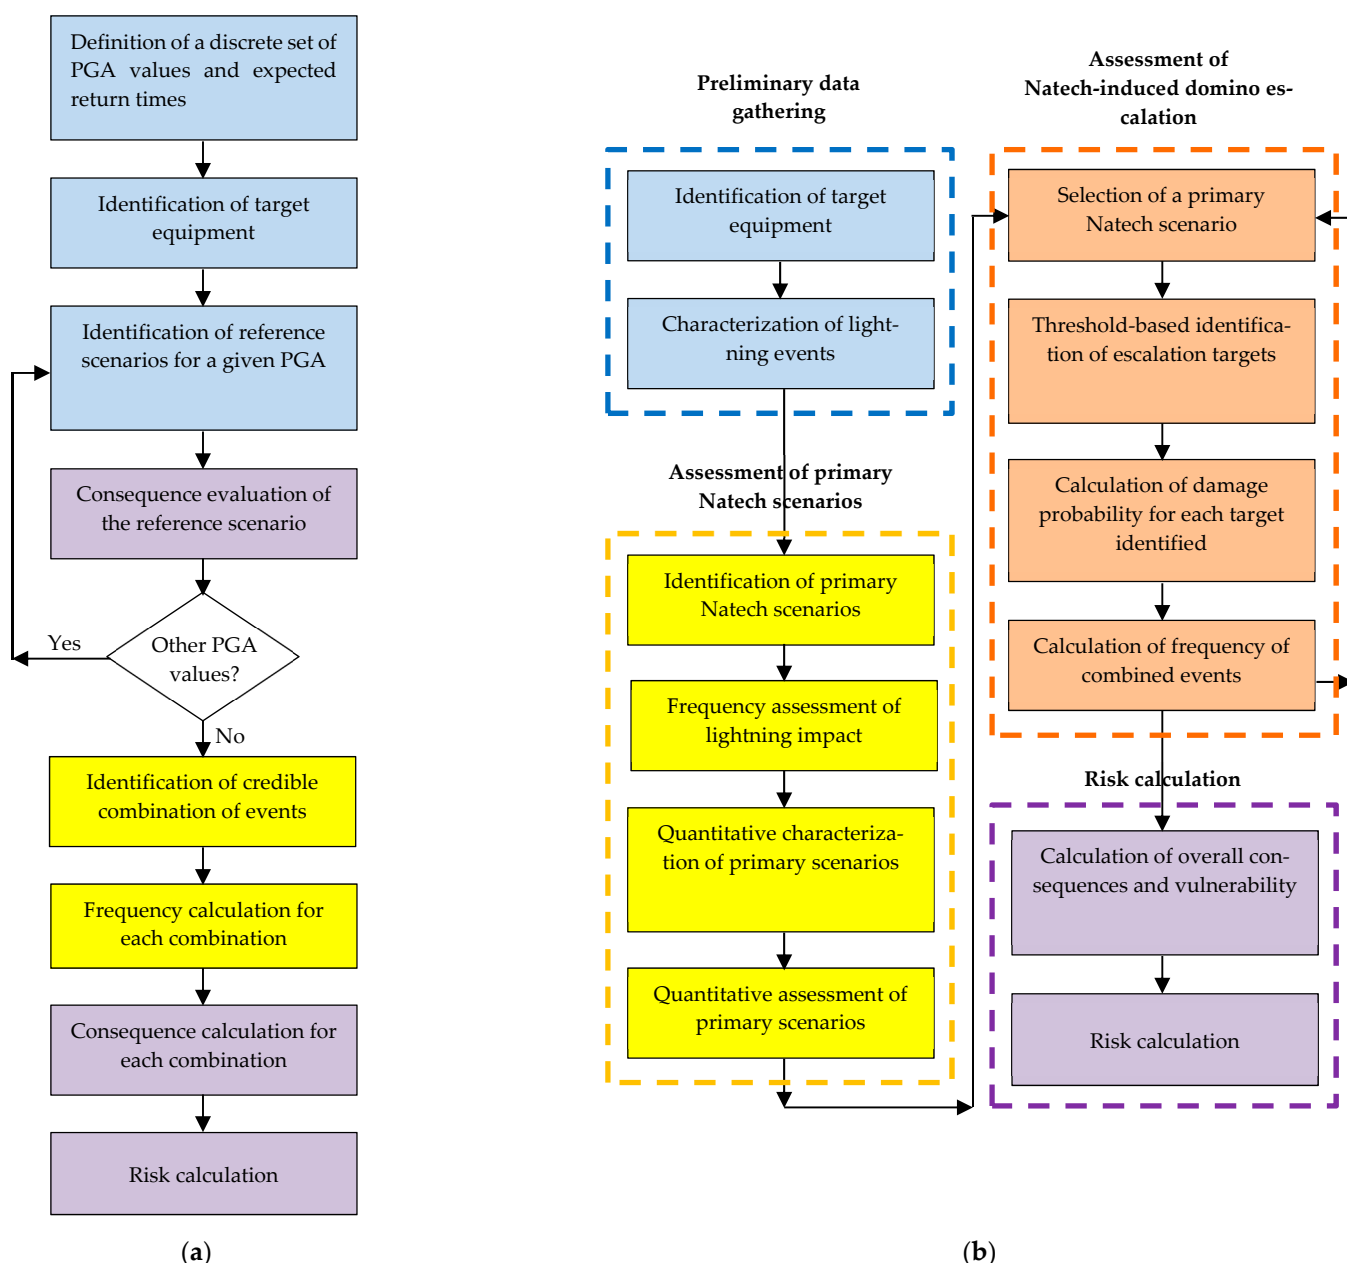 Definition of a discrete set of
PGA values and expected
return times
Identification of target
equipment
Identification of reference
scenarios for a given PGA
Consequence evaluation of
the reference scenario
Yes
Other PGA
values?
No
Identification of credible
combination of events
Frequency calculation for
each combination
Consequence calculation for
each combination
Risk calculation
(a)
Preliminary data
gathering
Identification of target
equipment
Characterization of light-
ning events
Assessment of primary
Natech scenarios
Identification of primary
Natech scenarios
Frequency assessment of
lightning impact
Quantitative characteriza-
tion of primary scenarios
Quantitative assessment of
primary scenarios
Assessment of
Natech-induced domino es-
calation
Selection of a primary
Natech scenario
Threshold-based identifica-
tion of escalation targets
Calculation of damage
probability for each target
identified
Calculation of frequency of
combined events
Risk calculation
Calculation of overall con-
sequences and vulnerability
Risk calculation
(b)